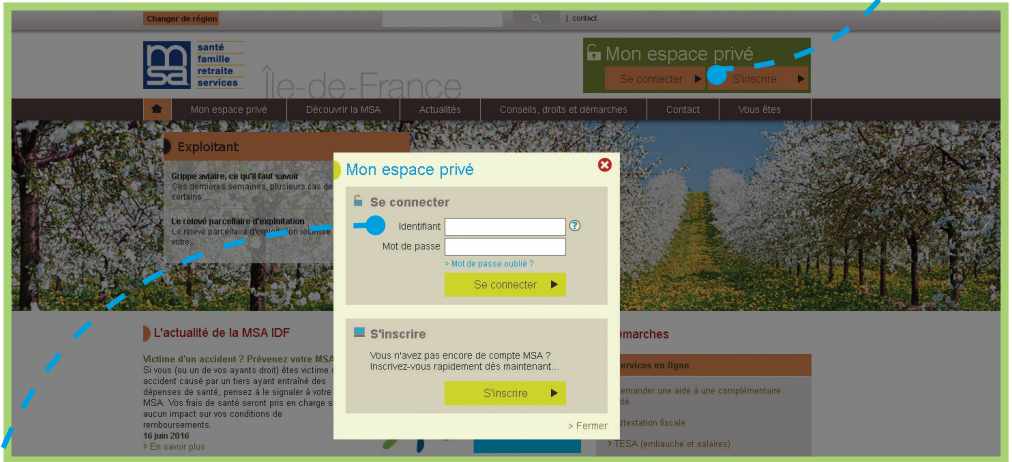 Changer de région
| contact
santé
famille
retraite
services
msa
Île-de-France
Mon espace privé
Se connecter
S'inscrire
Mon espace privé
Découvrir la MSA
Actualités
Conseils, droits et démarches
Contact
Vous êtes
Exploitant
Grippe aviaire, ce qu'il faut savoir
Ces dernières semaines, plusieurs cas de
certains ...
Le relevé parcellaire d'exploitation
Le relevé parcellaire d'exploitation recense
votre...
Mon espace privé
Se connecter
Identifiant
?
Mot de passe
> Mot de passe oublié ?
Se connecter
S'inscrire
Vous n'avez pas encore de compte MSA ?
Inscrivez-vous rapidement dès maintenant...
S'inscrire
> Fermer
L'actualité de la MSA IDF
Victime d'un accident ? Prévenez votre MSA
Si vous (ou un de vos ayants droit) êtes victime
accident causé par un tiers ayant entraîné des
dépenses de santé, pensez à le signaler à votre
MSA. Vos frais de santé seront pris en charge s
aucun impact sur vos conditions de
remboursements.
16 juin 2016
> En savoir plus
émarches
ervices en ligne
emander une aide à une complémentaire
té
ttestation fiscale
> TESA (embauche et salaires)